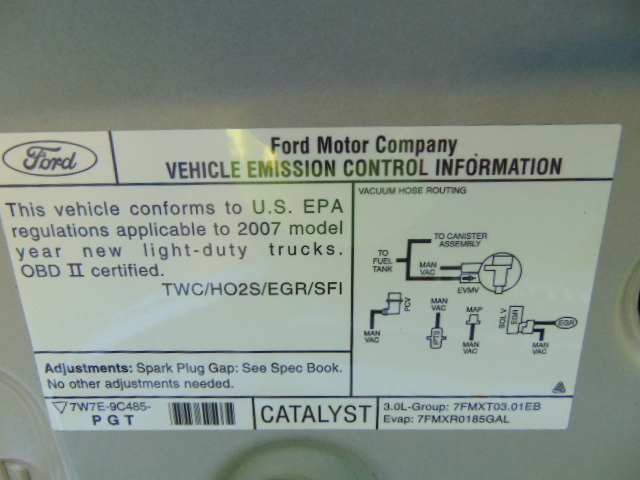 Ford
Ford Motor Company
VEHICLE EMISSION CONTROL INFORMATION
This vehicle conforms to U.S. EPA
regulations applicable to 2007 model
year new light-duty trucks.
OBD II certified.
TWC/HO2S/EGR/SFI
Adjustments: Spark Plug Gap: See Spec Book.
No other adjustments needed.
VACUUM HOSE ROUTING
TO CANISTER
ASSEMBLY
TO
FUEL
TANK
MAN
VAC
EVMV
PCV
MAN
VAC
MAN
VAC
MAP
MAN
VAC
SOL V
EGR
EGR
MAN
VAC
7W7E-9C485-
PGT
CATALYST
3.0L-Group: 7FMXT03.01EB
Evap: 7FMXR0185GAL